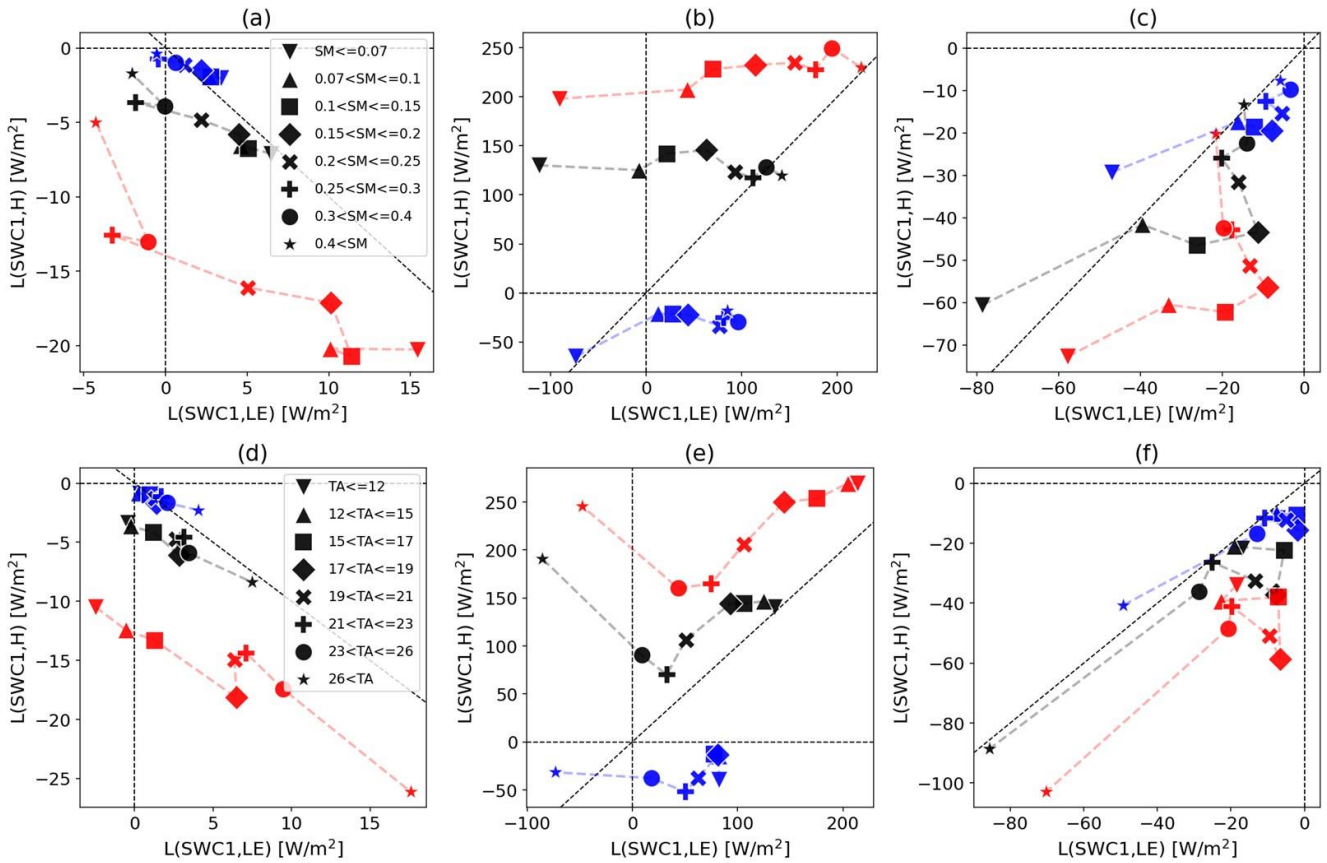 (a)
0
−5
−10
−15
−20
L(SWC1,H) [W/m²]
−5
0
5
10
15
L(SWC1,LE) [W/m²]
SM<=0.07
0.07<SM<=0.1
0.1<SM<=0.15
0.15<SM<=0.2
0.2<SM<=0.25
0.25<SM<=0.3
0.3<SM<=0.4
0.4<SM
(b)
250
200
150
100
50
0
−50
L(SWC1,H) [W/m²]
−100
0
100
200
L(SWC1,LE) [W/m²]
(c)
0
−10
−20
−30
−40
−50
−60
−70
L(SWC1,H) [W/m²]
−80
−60
−40
−20
0
L(SWC1,LE) [W/m²]
(d)
0
−5
−10
−15
−20
−25
L(SWC1,H) [W/m²]
0
5
10
15
L(SWC1,LE) [W/m²]
TA<=12
12<TA<=15
15<TA<=17
17<TA<=19
19<TA<=21
21<TA<=23
23<TA<=26
26<TA
(e)
250
200
150
100
50
0
−50
L(SWC1,H) [W/m²]
−100
0
100
200
L(SWC1,LE) [W/m²]
(f)
0
−20
−40
−60
−80
−100
L(SWC1,H) [W/m²]
−80
−60
−40
−20
0
L(SWC1,LE) [W/m²]